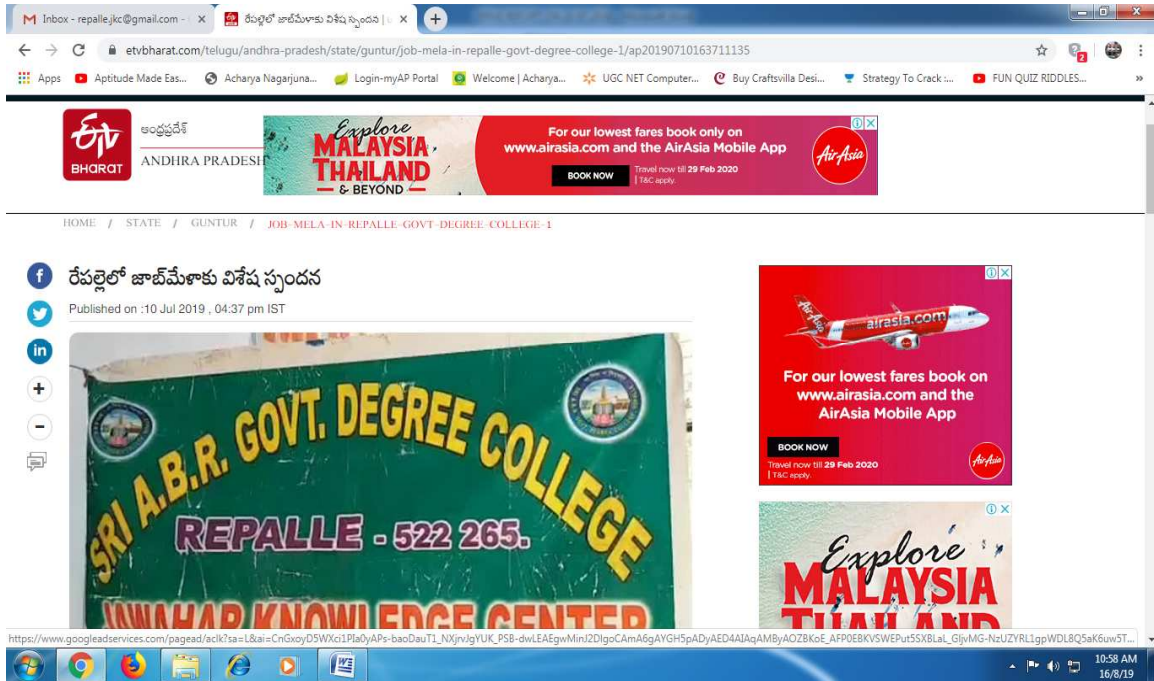 Inbox - repalle.jkc@gmail.com -
రేపల్లెలో జాబ్‌మేళాకు విశేష స్పందన |
etvbharat.com/telugu/andhra-pradesh/state/guntur/job-mela-in-repalle-govt-degree-college-1/ap20190710163711135
2
Apps Aptitude Made Eas... Acharya Nagarjuna... Login-myAP Portal Welcome | Acharya... UGC NET Computer... Buy Craftsvilla Desi... Strategy To Crack :... FUN QUIZ RIDDLES... »
BHARAT
ఆంధ్రప్రదేశ్
ANDHRA PRADESH
Explore
MALAYSIA
THAILAND
& BEYOND
For our lowest fares book only on
www.airasia.com and the AirAsia Mobile App
BOOK NOW
Travel now till 29 Feb 2020
T&C apply.
AirAsia
HOME / STATE / GUNTUR / JOB-MELA-IN-REPALLE-GOVT-DEGREE-COLLEGE-1
రేపల్లెలో జాబ్‌మేళాకు విశేష స్పందన
Published on :10 Jul 2019 , 04:37 pm IST
SRI A.B.R. GOVT. DEGREE COLLEGE
REPALLE - 522 265.
JAWAHAR KNOWLEDGE CENTER
AirAsia
airasia.com
For our lowest fares book on
www.airasia.com and the
AirAsia Mobile App
BOOK NOW
Travel now till 29 Feb 2020
T&C apply.
AirAsia
Explore
MALAYSIA
THAILAND
10:58 AM
16/8/19